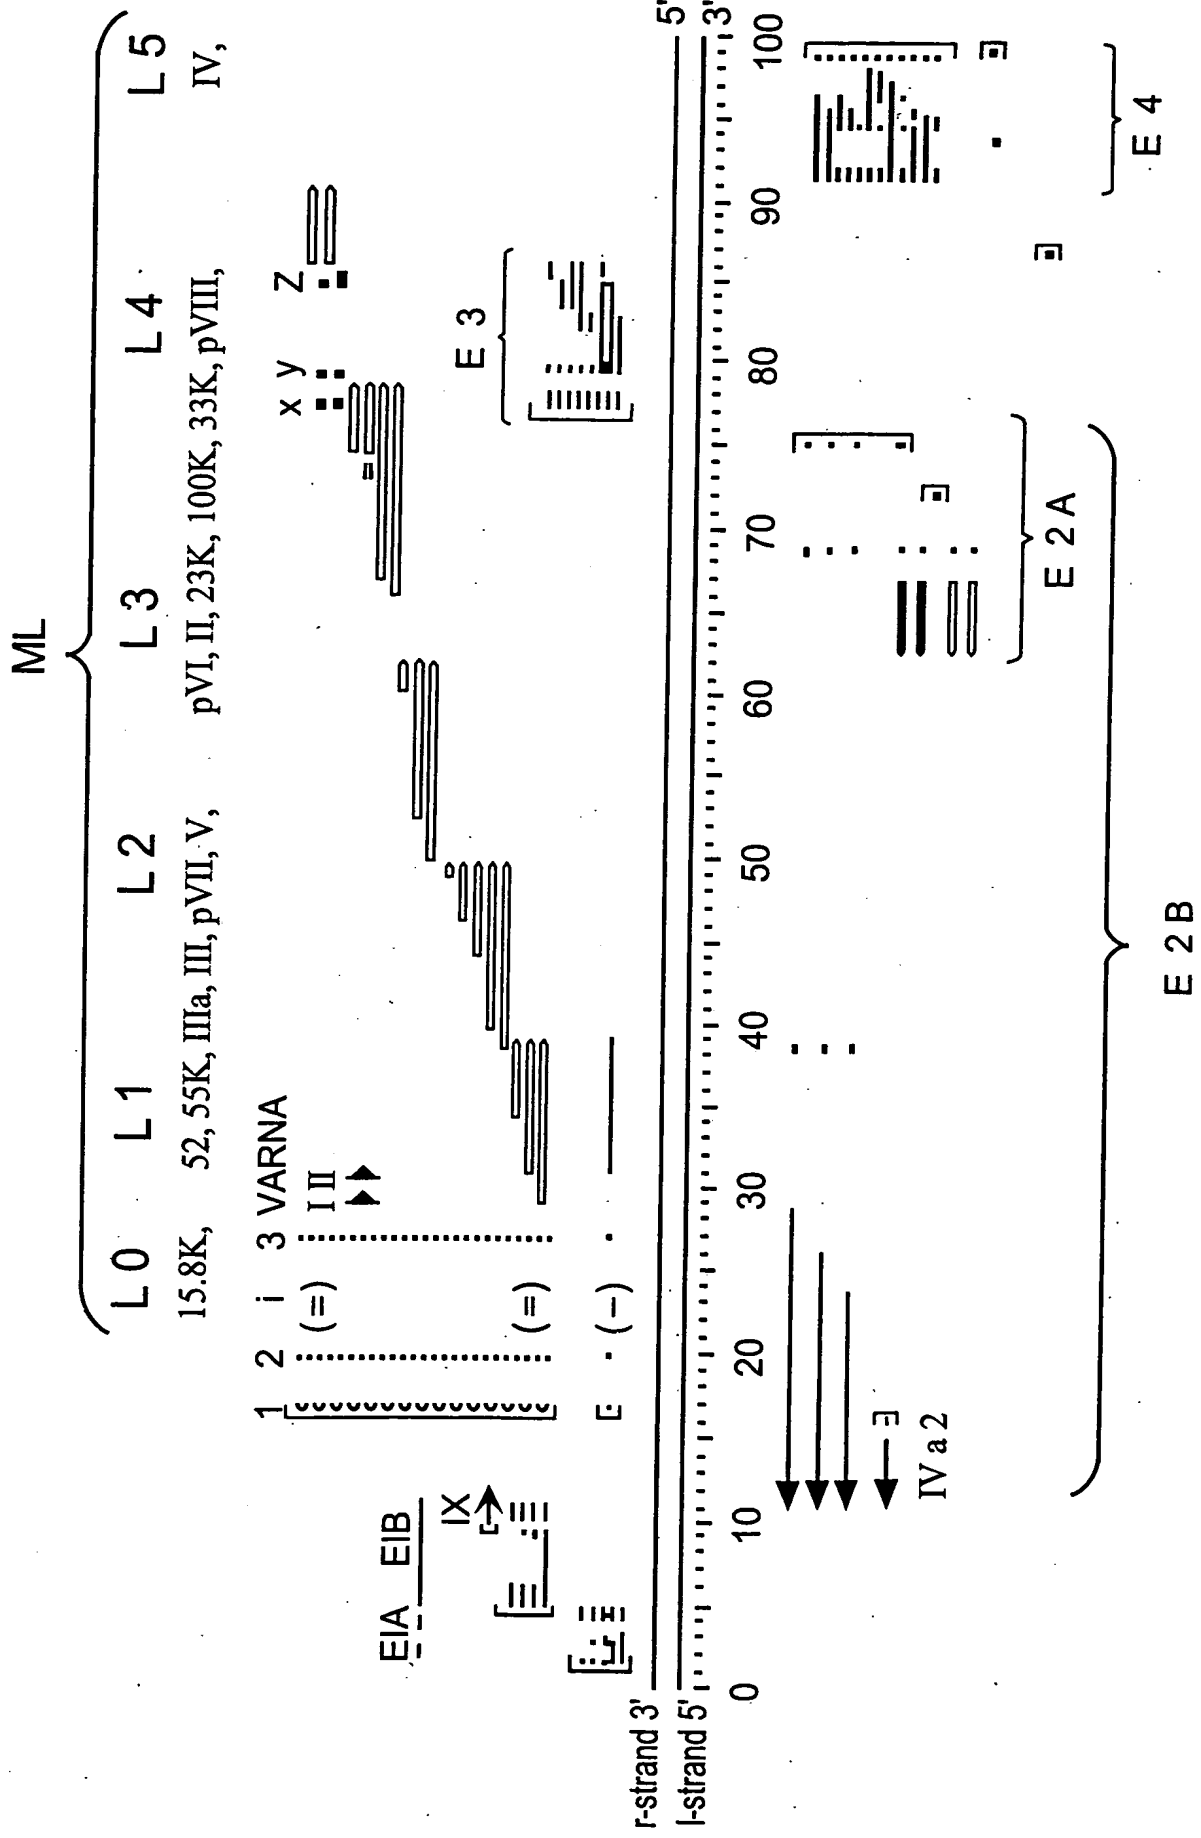 ML
L 0 L 1 L 2 L 3 L 4 L 5
15.8K, 52, 55K, IIIa, III, pVII, V, pVI, II, 23K, 100K, 33K, pVIII, IV,
1 2 i 3 VARNA x y Z
(=) I II
EIA EIB
IX
E 3
(=)
(–)
r-strand 3' 5'
l-strand 5' 3'
0 10 20 30 40 50 60 70 80 90 100
IV a 2
E 2 A
E 4
E 2 B